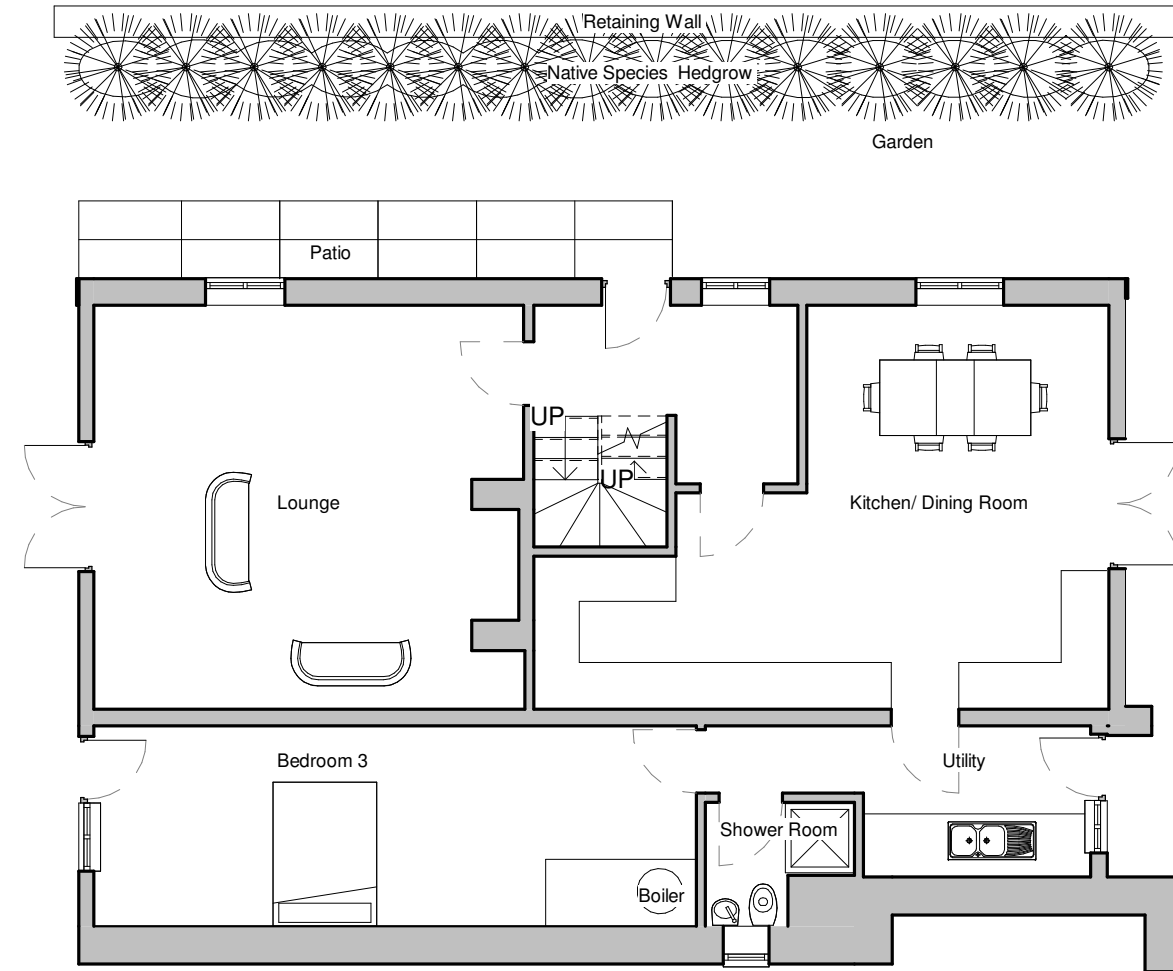 Retaining Wall
Native Species Hedgrow
Garden
Patio
UP
UP
Lounge
Kitchen/ Dining Room
Bedroom 3
Utility
Shower Room
Boiler